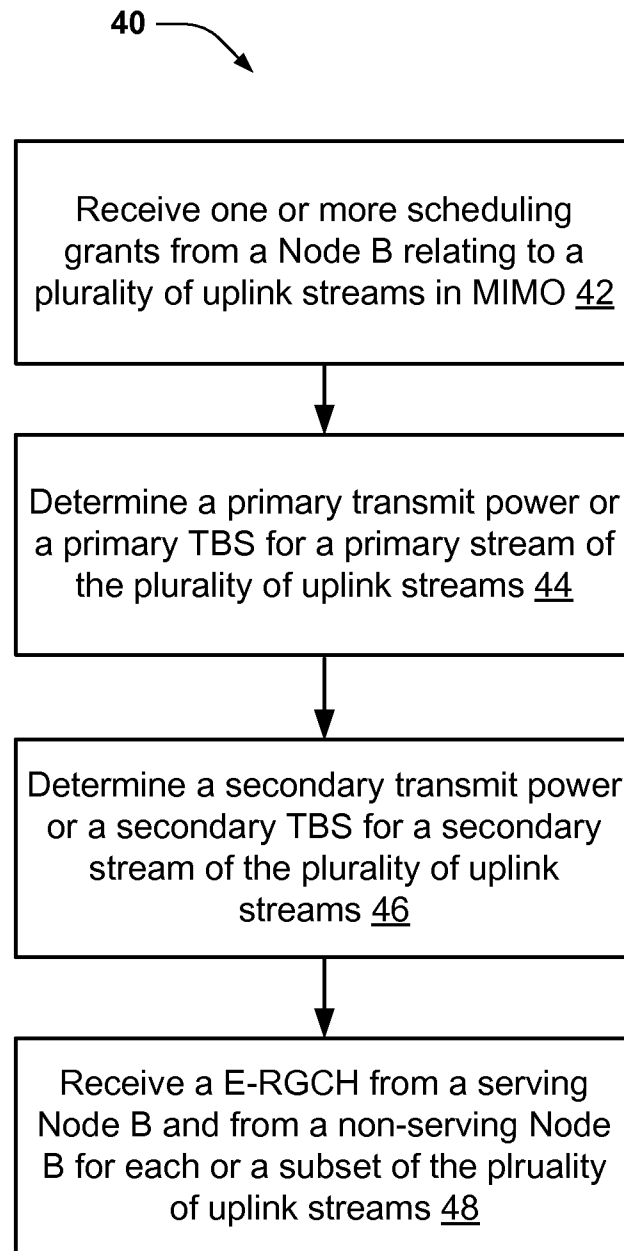 40
Receive one or more scheduling
grants from a Node B relating to a
plurality of uplink streams in MIMO 42
Determine a primary transmit power or
a primary TBS for a primary stream of
the plurality of uplink streams 44
Determine a secondary transmit power
or a secondary TBS for a secondary
stream of the plurality of uplink
streams 46
Receive a E-RGCH from a serving
Node B and from a non-serving Node
B for each or a subset of the plruality
of uplink streams 48